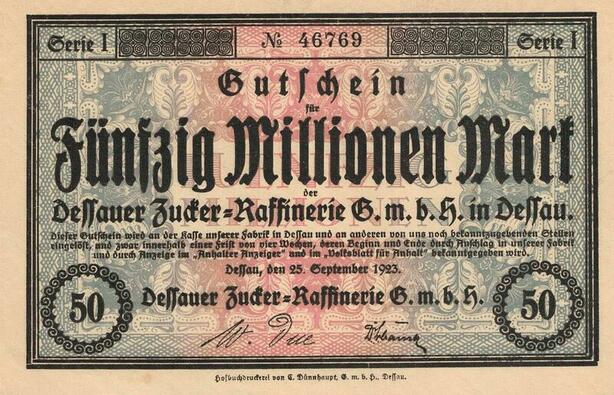 Serie I № 46769 Serie I
Gutschein
für
Fünfzig Millionen Mark
der
Dessauer Zucker=Raffinerie G. m. b. H. in Dessau.
Dieser Gutschein wird an der Kasse unserer Fabrik in Dessau und an anderen von uns noch bekanntzugebenden Stellen
eingelöst, und zwar innerhalb einer Frist von vier Wochen, deren Beginn und Ende durch Anschlag in unserer Fabrik
und durch Anzeige im „Anhalter Anzeiger" und im „Volksblatt für Anhalt" bekanntgegeben wird.
Dessau, den 25. September 1923.
50 Dessauer Zucker=Raffinerie G. m. b. H. 50
Hofbuchdruckerei von C. Dünnhaupt, G. m. b. H., Dessau.